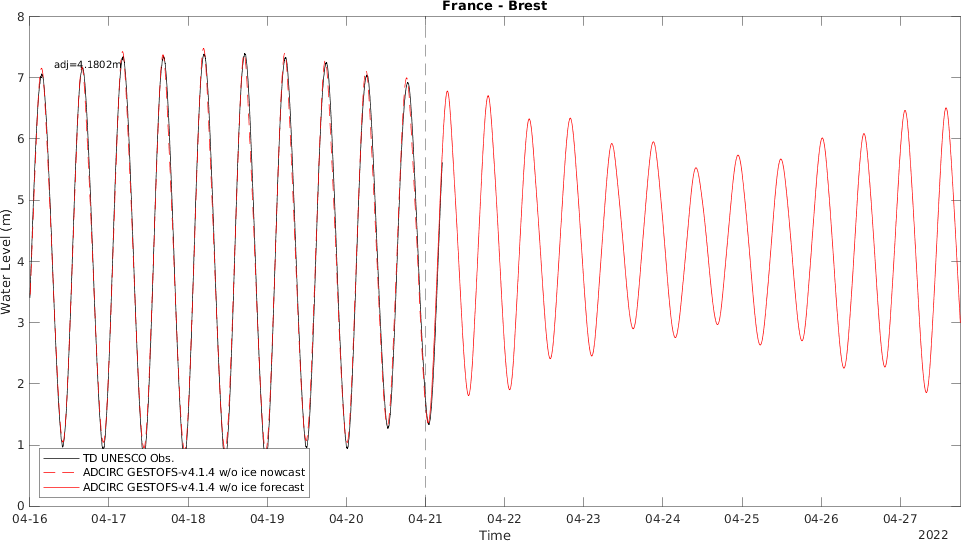 France - Brest
8
7
6
5
4
3
2
1
0
adj=4.1802m
Water Level (m)
TD UNESCO Obs.
ADCIRC GESTOFS-v4.1.4 w/o ice nowcast
ADCIRC GESTOFS-v4.1.4 w/o ice forecast
04-16 04-17 04-18 04-19 04-20 04-21 04-22 04-23 04-24 04-25 04-26 04-27
Time
2022